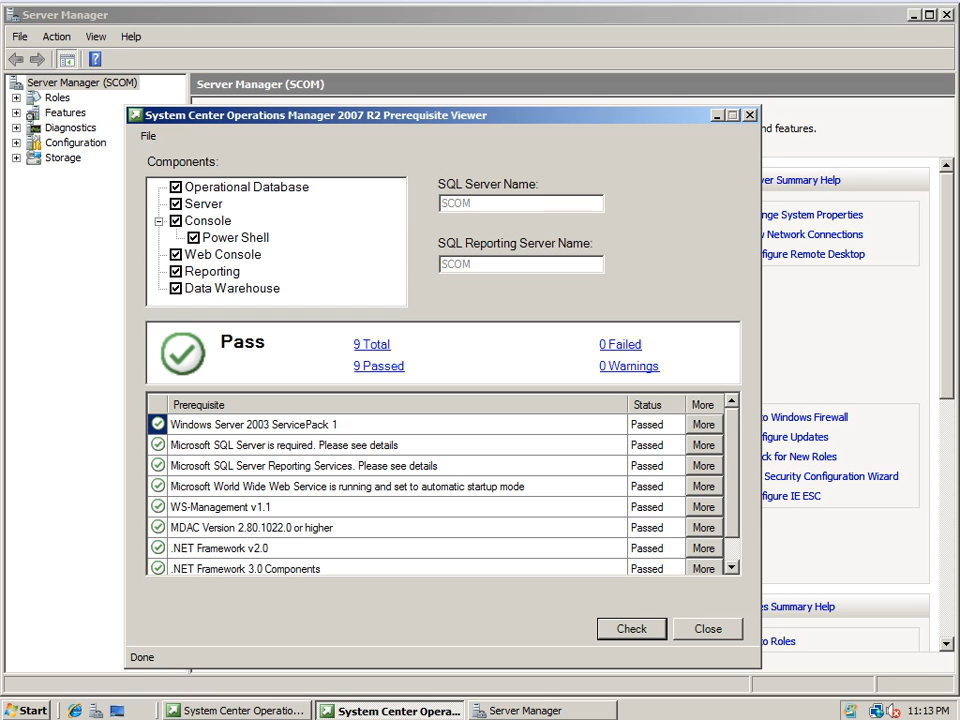 Server Manager
File Action View Help
Server Manager (SCOM)
Roles
Features
Diagnostics
Configuration
Storage
Server Manager (SCOM)
nd features.
System Center Operations Manager 2007 R2 Prerequisite Viewer
File
Components:
Operational Database
Server
Console
Power Shell
Web Console
Reporting
Data Warehouse
SQL Server Name:
SCOM
SQL Reporting Server Name:
SCOM
Pass
9 Total
9 Passed
0 Failed
0 Warnings
Prerequisite Status More
Windows Server 2003 ServicePack 1 Passed More
Microsoft SQL Server is required. Please see details Passed More
Microsoft SQL Server Reporting Services. Please see details Passed More
Microsoft World Wide Web Service is running and set to automatic startup mode Passed More
WS-Management v1.1 Passed More
MDAC Version 2.80.1022.0 or higher Passed More
.NET Framework v2.0 Passed More
.NET Framework 3.0 Components Passed More
Check Close
Done
ver Summary Help
nge System Properties
w Network Connections
figure Remote Desktop
to Windows Firewall
figure Updates
ck for New Roles
Security Configuration Wizard
figure IE ESC
es Summary Help
to Roles
Start
System Center Operatio...
System Center Opera...
Server Manager
11:13 PM